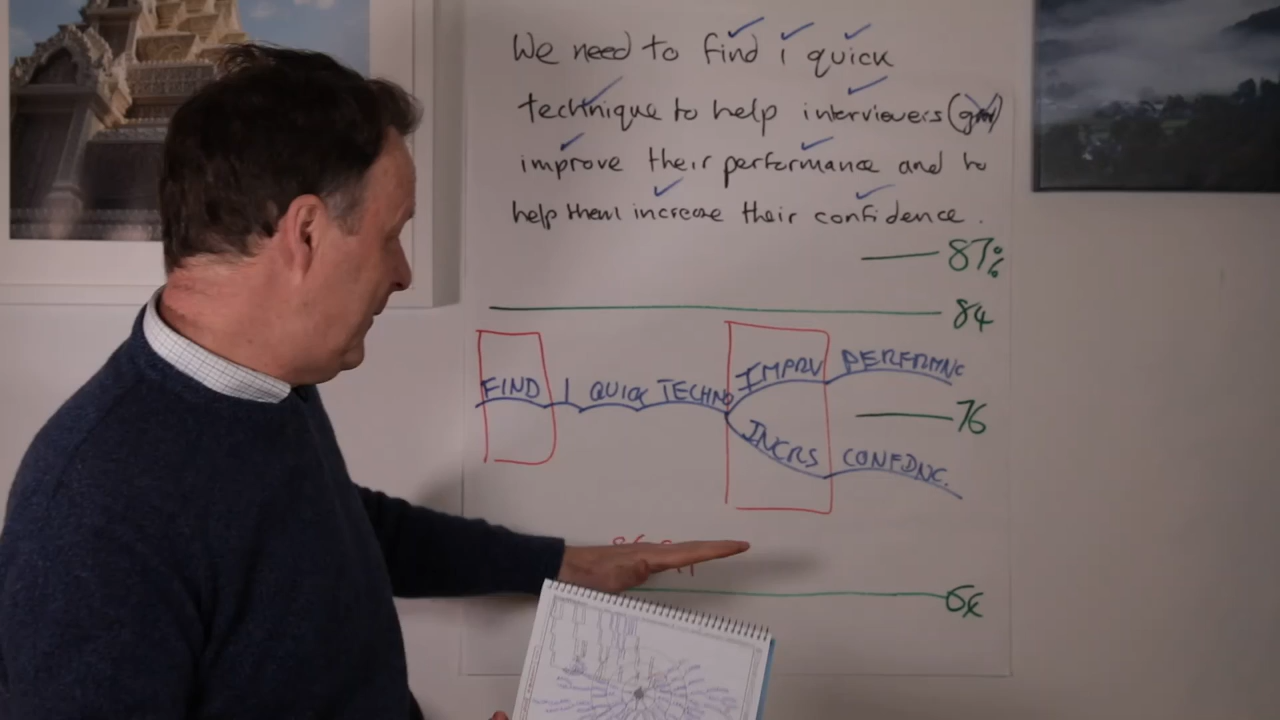 We need to find 1 quick
technique to help interviewers
improve their performance and to
help them increase their confidence.
87%
84
FIND 1 QUICK TECHNQ IMPRV PERFRMNC
76
INCRS CONFDNC.